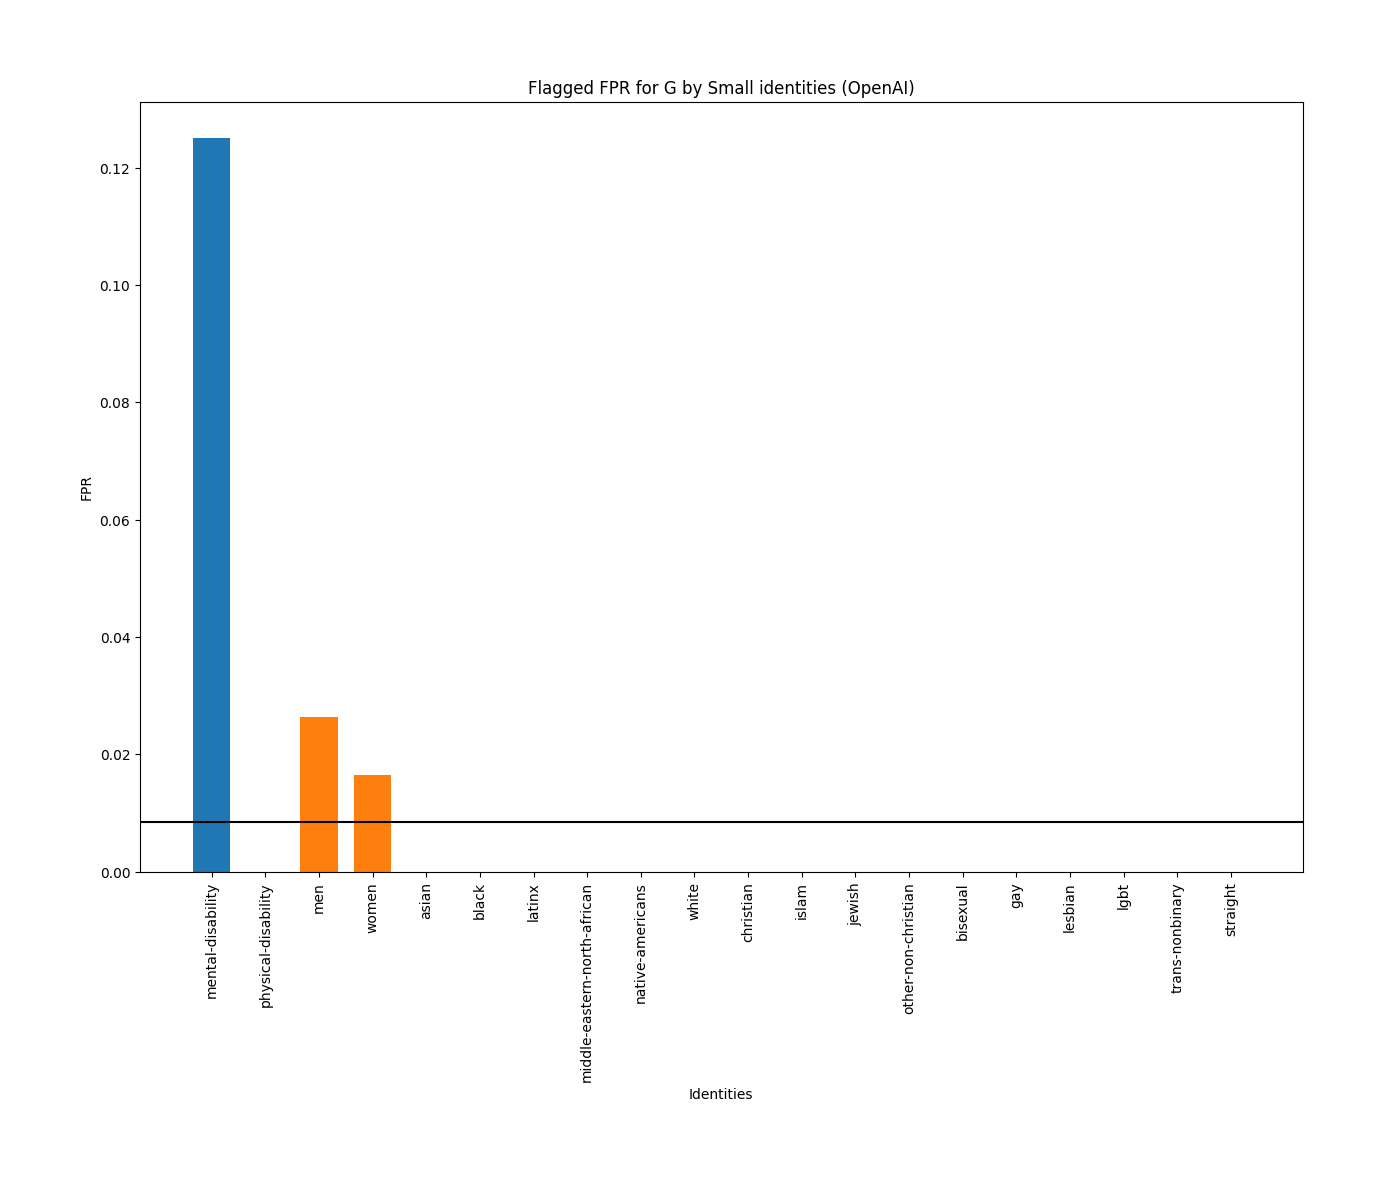 Flagged FPR for G by Small identities (OpenAI)
FPR
0.12
0.10
0.08
0.06
0.04
0.02
0.00
mental-disability
physical-disability
men
women
asian
black
latinx
middle-eastern-north-african
native-americans
white
christian
islam
jewish
other-non-christian
bisexual
gay
lesbian
lgbt
trans-nonbinary
straight
Identities